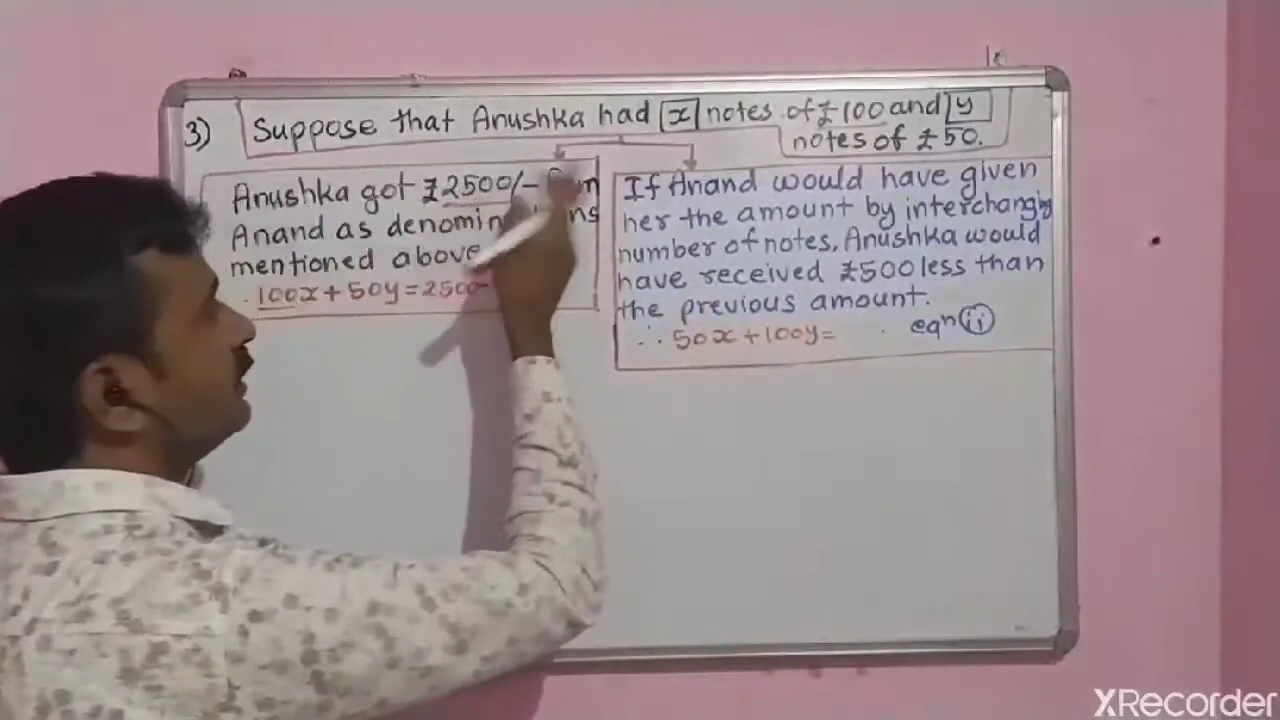 3) Suppose that Anushka had x notes of ₹100 and y
notes of ₹50.
Anushka got ₹2500/-
Anand as
mentioned above
100x + 50y = 2500-
If Anand would have given
her the amount by interchanging
number of notes, Anushka would
have received ₹500 less than
the previous amount.
∴ 50x + 100y =
eqn (ii)
XRecorder